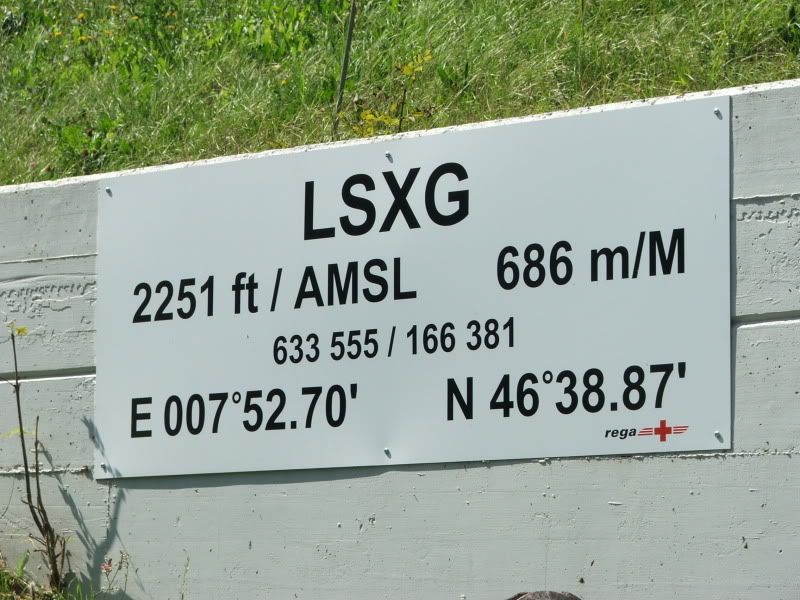 LSXG
2251 ft / AMSL 686 m/M
633 555 / 166 381
E 007°52.70' N 46°38.87'
rega